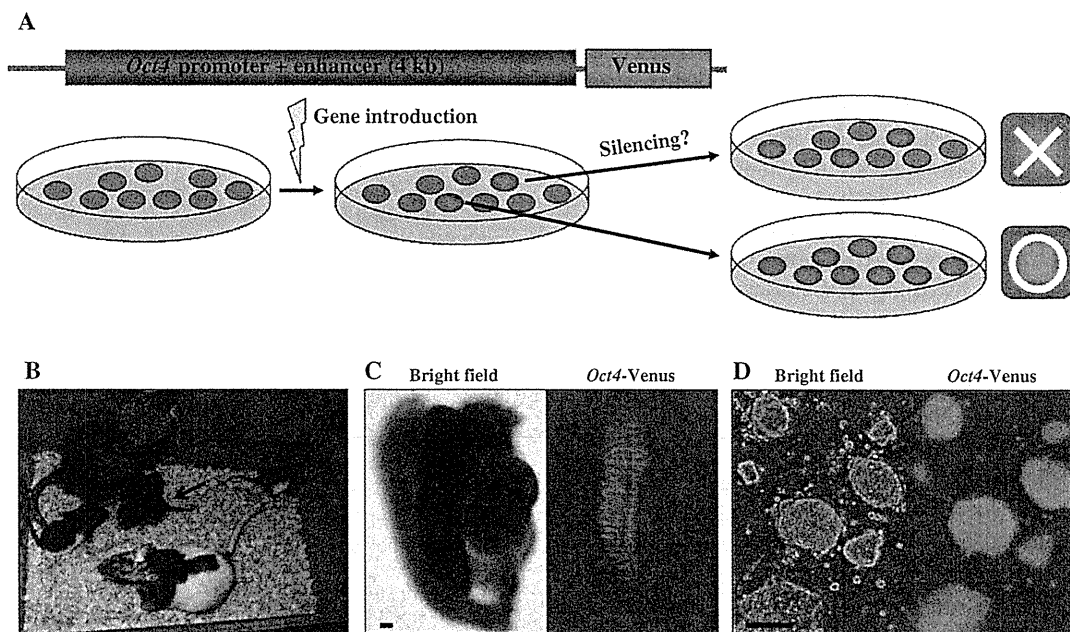 A
Oct4 promoter + enhancer (4 kb)
Venus
Gene introduction
Silencing?
B
C
Bright field
Oct4-Venus
D
Bright field
Oct4-Venus